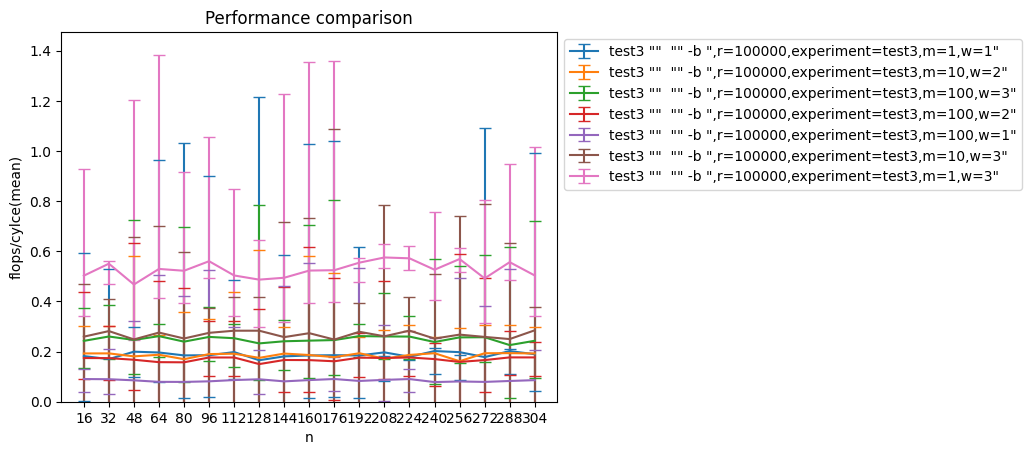 Performance comparison
1.4
1.2
1.0
0.8
0.6
0.4
0.2
0.0
flops/cylce(mean)
16 32 48 64 80 96 112 128 144 160 176 192 208 224 240 256 272 288 304
n
test3 "" "" -b ",r=100000,experiment=test3,m=1,w=1"
test3 "" "" -b ",r=100000,experiment=test3,m=10,w=2"
test3 "" "" -b ",r=100000,experiment=test3,m=100,w=3"
test3 "" "" -b ",r=100000,experiment=test3,m=100,w=2"
test3 "" "" -b ",r=100000,experiment=test3,m=100,w=1"
test3 "" "" -b ",r=100000,experiment=test3,m=10,w=3"
test3 "" "" -b ",r=100000,experiment=test3,m=1,w=3"